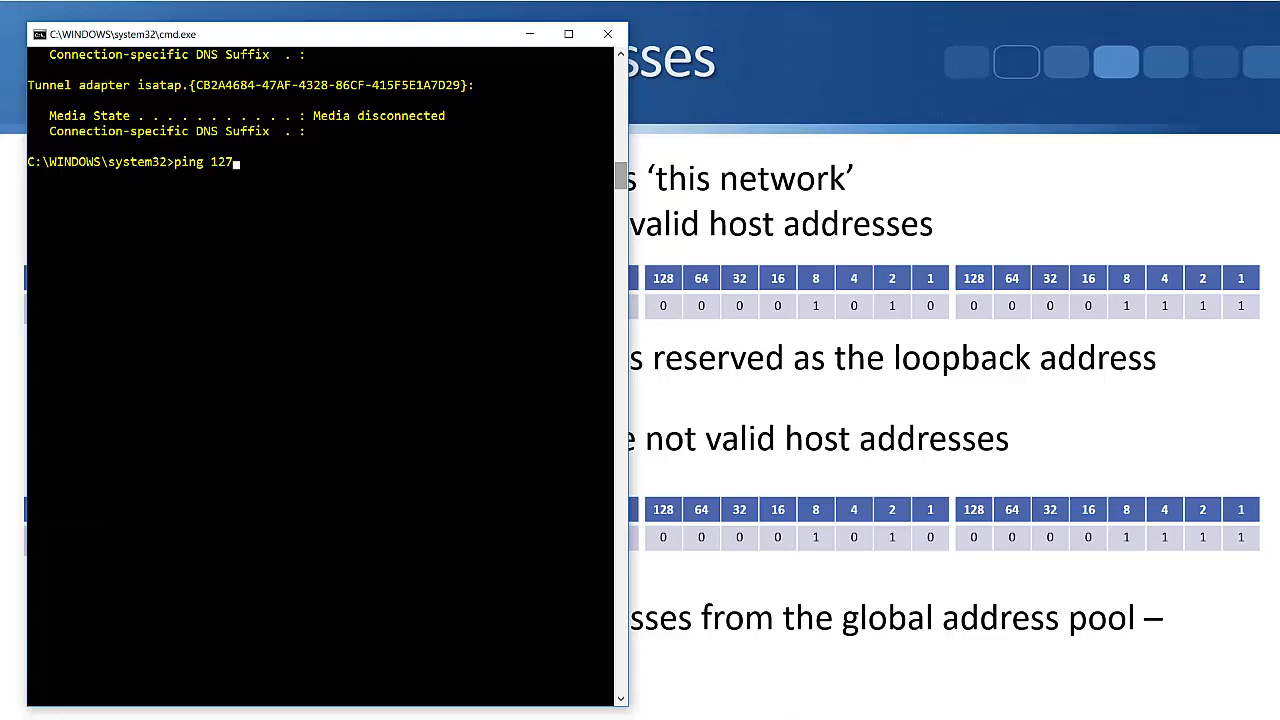 C:\WINDOWS\system32\cmd.exe
Connection-specific DNS Suffix . :
Tunnel adapter isatap.{CB2A4684-47AF-4328-86CF-415F5E1A7D29}:
Media State . . . . . . . . . . . : Media disconnected
Connection-specific DNS Suffix . :
C:\WINDOWS\system32>ping 127
sses
s ‘this network’
valid host addresses
128 64 32 16 8 4 2 1 128 64 32 16 8 4 2 1
0 0 0 0 1 0 1 0 0 0 0 0 1 1 1 1
s reserved as the loopback address
e not valid host addresses
128 64 32 16 8 4 2 1 128 64 32 16 8 4 2 1
0 0 0 0 1 0 1 0 0 0 0 0 1 1 1 1
sses from the global address pool –